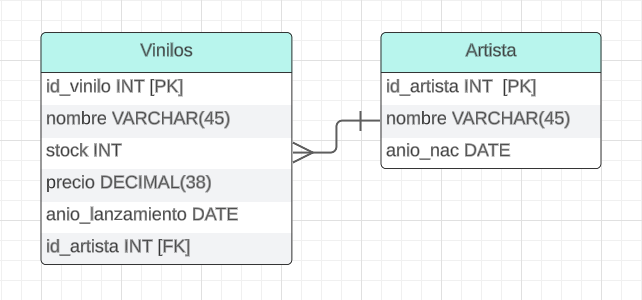 Vinilos
id_vinilo INT [PK]
nombre VARCHAR(45)
stock INT
precio DECIMAL(38)
anio_lanzamiento DATE
id_artista INT [FK]
Artista
id_artista INT  [PK]
nombre VARCHAR(45)
anio_nac DATE